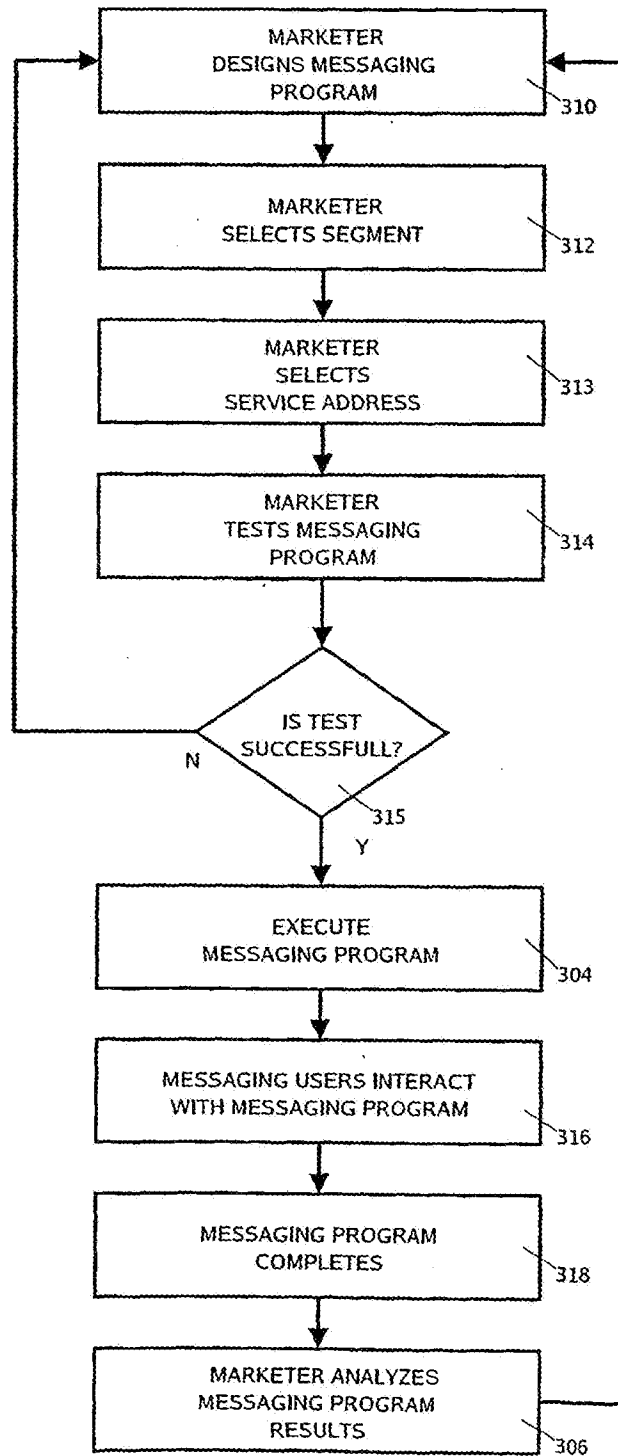 MARKETER
DESIGNS MESSAGING
PROGRAM
310
MARKETER
SELECTS SEGMENT
312
MARKETER
SELECTS
SERVICE ADDRESS
313
MARKETER
TESTS MESSAGING
PROGRAM
314
IS TEST
SUCCESSFULL?
N
315
Y
EXECUTE
MESSAGING PROGRAM
304
MESSAGING USERS INTERACT
WITH MESSAGING PROGRAM
316
MESSAGING PROGRAM
COMPLETES
318
MARKETER ANALYZES
MESSAGING PROGRAM
RESULTS
306